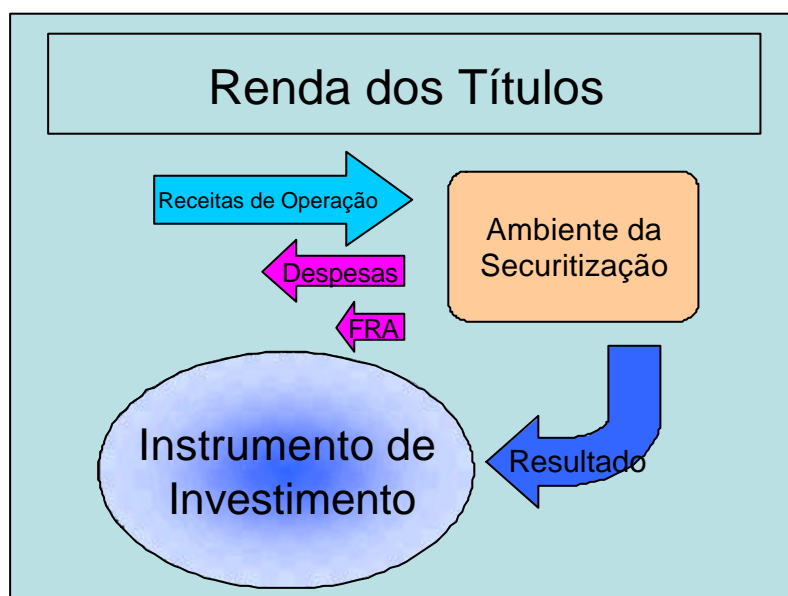 Renda dos Títulos
Receitas de Operação
Ambiente da
Securitização
Despesas
FRA
Instrumento de
Investimento
Resultado